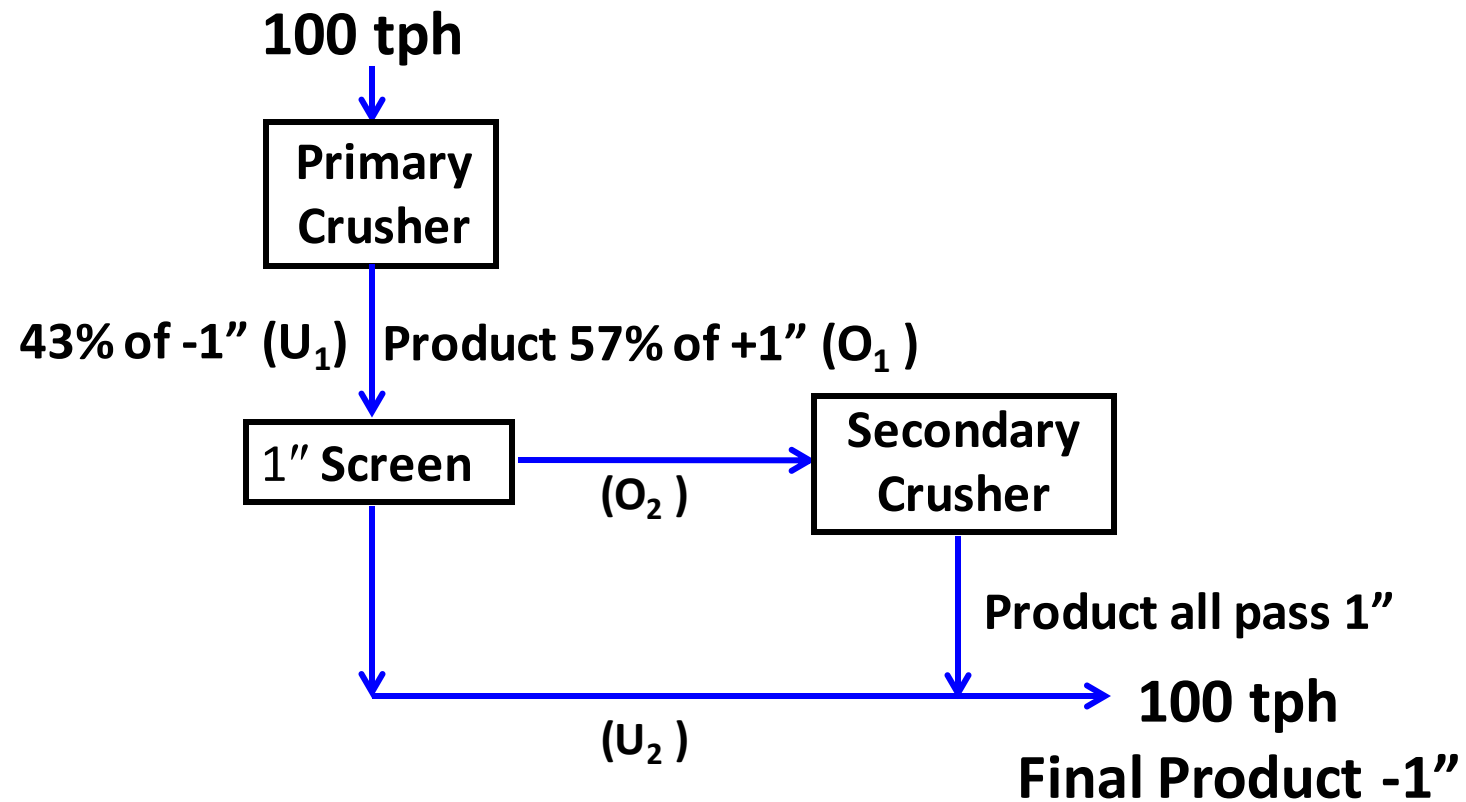 100 tph
Primary
Crusher
43% of -1” (U₁)
Product 57% of +1” (O₁ )
1″ Screen
(O₂ )
Secondary
Crusher
Product all pass 1”
100 tph
(U₂ )
Final Product -1”